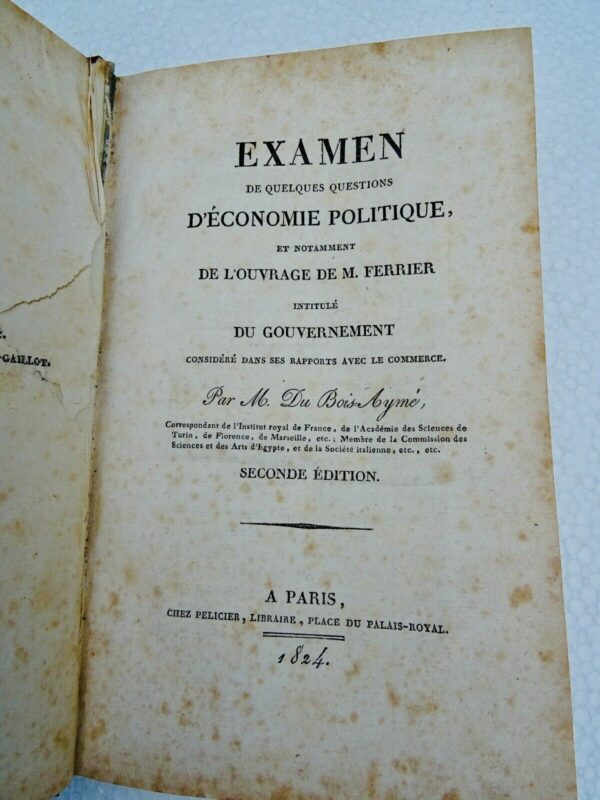 -GAILLOT.
EXAMEN
DE QUELQUES QUESTIONS
D'ÉCONOMIE POLITIQUE,
ET NOTAMMENT
DE L'OUVRAGE DE M. FERRIER
INTITULÉ
DU GOUVERNEMENT
CONSIDÉRÉ DANS SES RAPPORTS AVEC LE COMMERCE.
Par M. Du Bois-Aymé,
Correspondant de l'Institut royal de France, de l'Académie des Sciences de
Turin, de Florence, de Marseille, etc.; Membre de la Commission des
Sciences et des Arts d'Egypte, et de la Société italienne, etc., etc.
SECONDE ÉDITION.
A PARIS,
CHEZ PELICIER, LIBRAIRE, PLACE DU PALAIS-ROYAL.
1824.